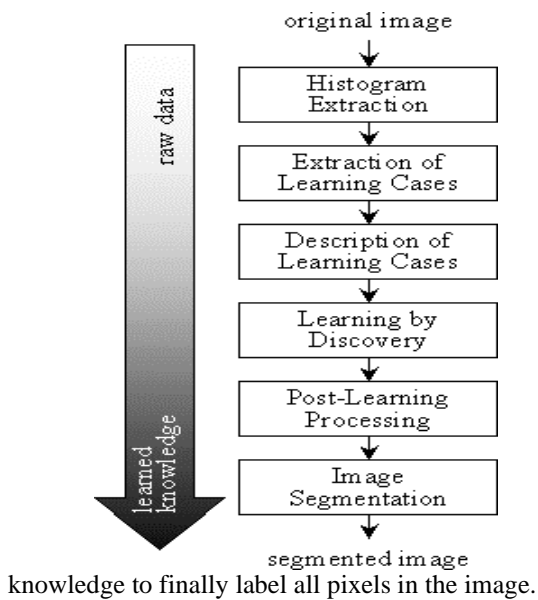 original image
Histogram
Extraction
Extraction of
Learning Cases
Description of
Learning Cases
Learning by
Discovery
Post-Learning
Processing
Image
Segmentation
segmented image
raw data
learned
knowledge
knowledge to finally label all pixels in the image.